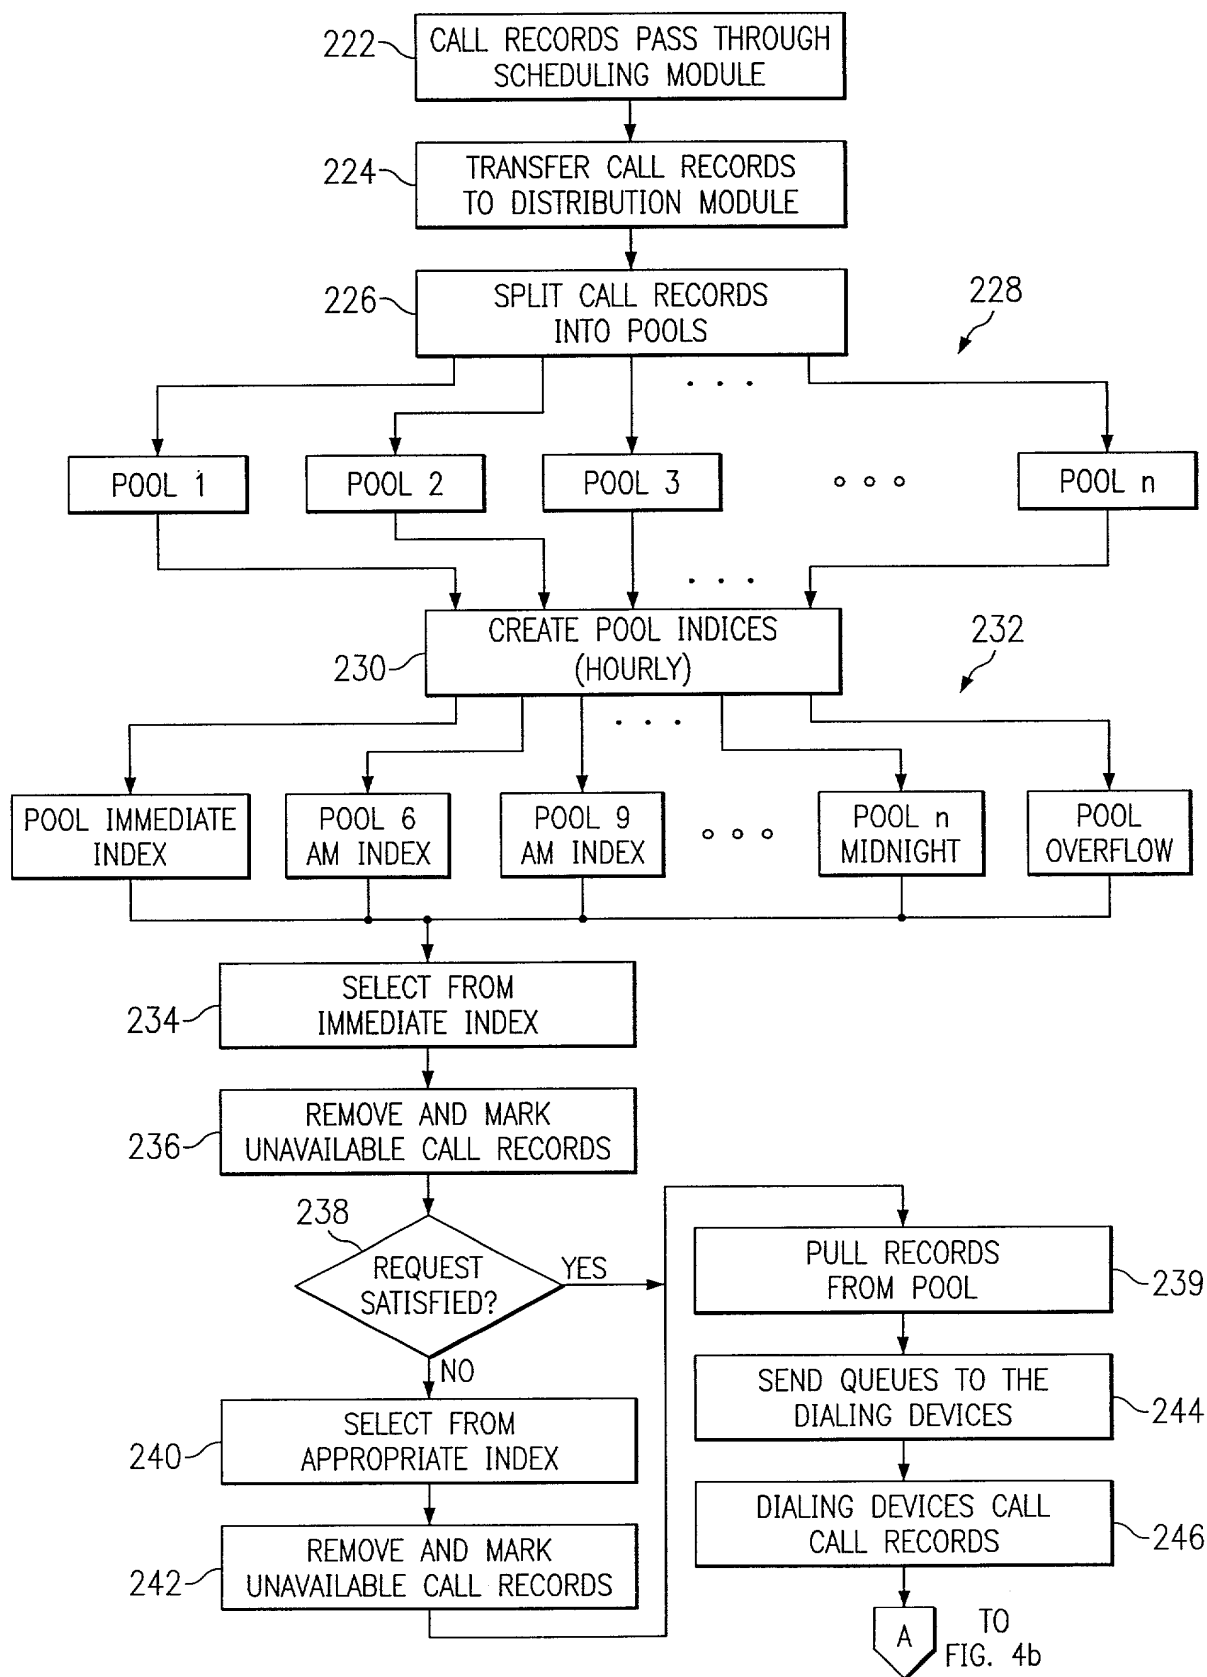 222
CALL RECORDS PASS THROUGH
SCHEDULING MODULE
224
TRANSFER CALL RECORDS
TO DISTRIBUTION MODULE
226
SPLIT CALL RECORDS
INTO POOLS
228
POOL 1
POOL 2
POOL 3
POOL n
230
CREATE POOL INDICES
(HOURLY)
232
POOL IMMEDIATE
INDEX
POOL 6
AM INDEX
POOL 9
AM INDEX
POOL n
MIDNIGHT
POOL
OVERFLOW
234
SELECT FROM
IMMEDIATE INDEX
236
REMOVE AND MARK
UNAVAILABLE CALL RECORDS
238
REQUEST
SATISFIED?
YES
NO
240
SELECT FROM
APPROPRIATE INDEX
242
REMOVE AND MARK
UNAVAILABLE CALL RECORDS
PULL RECORDS
FROM POOL
239
SEND QUEUES TO THE
DIALING DEVICES
244
DIALING DEVICES CALL
CALL RECORDS
246
A
TO
FIG. 4b